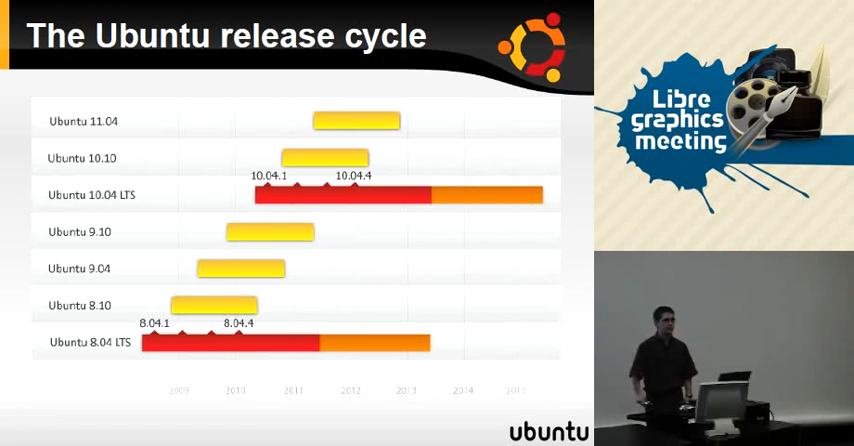 The Ubuntu release cycle
Ubuntu 11.04
Ubuntu 10.10
10.04.1 10.04.4
Ubuntu 10.04 LTS
Ubuntu 9.10
Ubuntu 9.04
Ubuntu 8.10
8.04.1 8.04.4
Ubuntu 8.04 LTS
2009 2010 2011 2012 2013 2014 2015
ubuntu
Libre
graphics
meeting